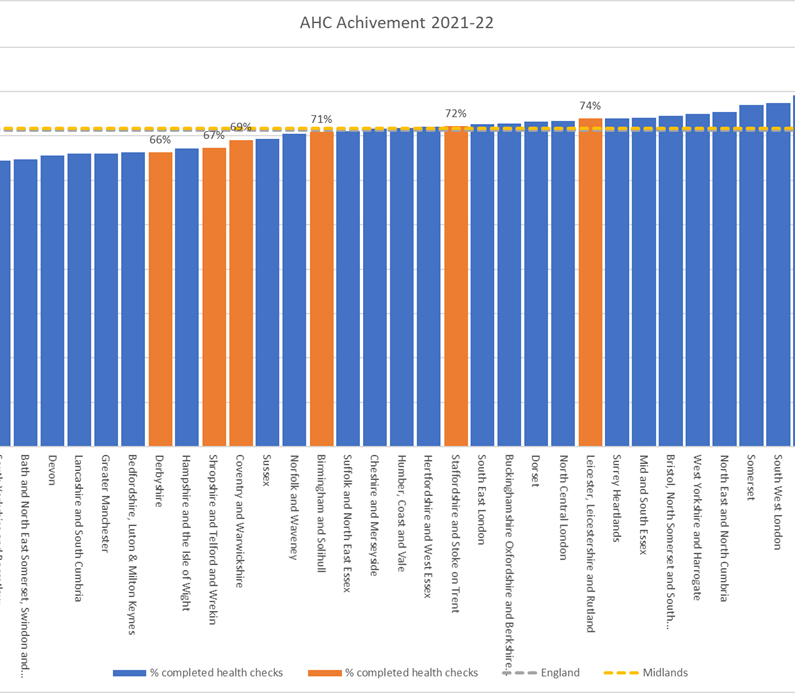 AHC Achivement 2021-22
66%
67%
69%
71%
72%
74%
Bath and North East Somerset, Swindon and...
Devon
Lancashire and South Cumbria
Greater Manchester
Bedfordshire, Luton & Milton Keynes
Derbyshire
Hampshire and the Isle of Wight
Shropshire and Telford and Wrekin
Coventry and Warwickshire
Sussex
Norfolk and Waveney
Birmingham and Solihull
Suffolk and North East Essex
Cheshire and Merseyside
Humber, Coast and Vale
Hertfordshire and West Essex
Staffordshire and Stoke on Trent
South East London
Buckinghamshire Oxfordshire and Berkshire...
Dorset
North Central London
Leicester, Leicestershire and Rutland
Surrey Heartlands
Mid and South Essex
Bristol, North Somerset and South...
West Yorkshire and Harrogate
North East and North Cumbria
Somerset
South West London
% completed health checks
% completed health checks
England
Midlands